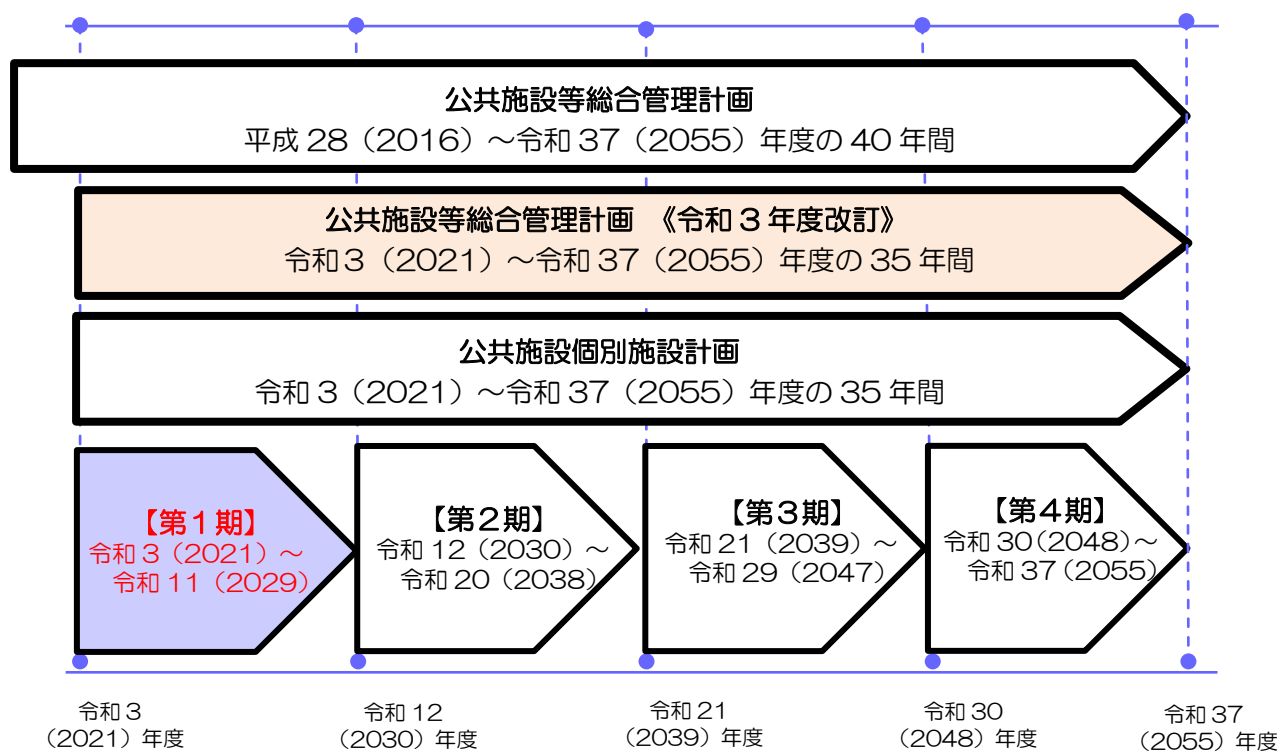 公共施設等総合管理計画
平成 28（2016）～令和 37（2055）年度の 40 年間
公共施設等総合管理計画 《令和 3 年度改訂》
令和 3（2021）～令和 37（2055）年度の 35 年間
公共施設個別施設計画
令和 3（2021）～令和 37（2055）年度の 35 年間
【第１期】
令和 3（2021）～
令和 11（2029）
【第２期】
令和 12（2030）～
令和 20（2038）
【第３期】
令和 21（2039）～
令和 29（2047）
【第４期】
令和 30（2048）～
令和 37（2055）
令和 3
（2021）年度
令和 12
（2030）年度
令和 21
（2039）年度
令和 30
（2048）年度
令和 37
（2055）年度